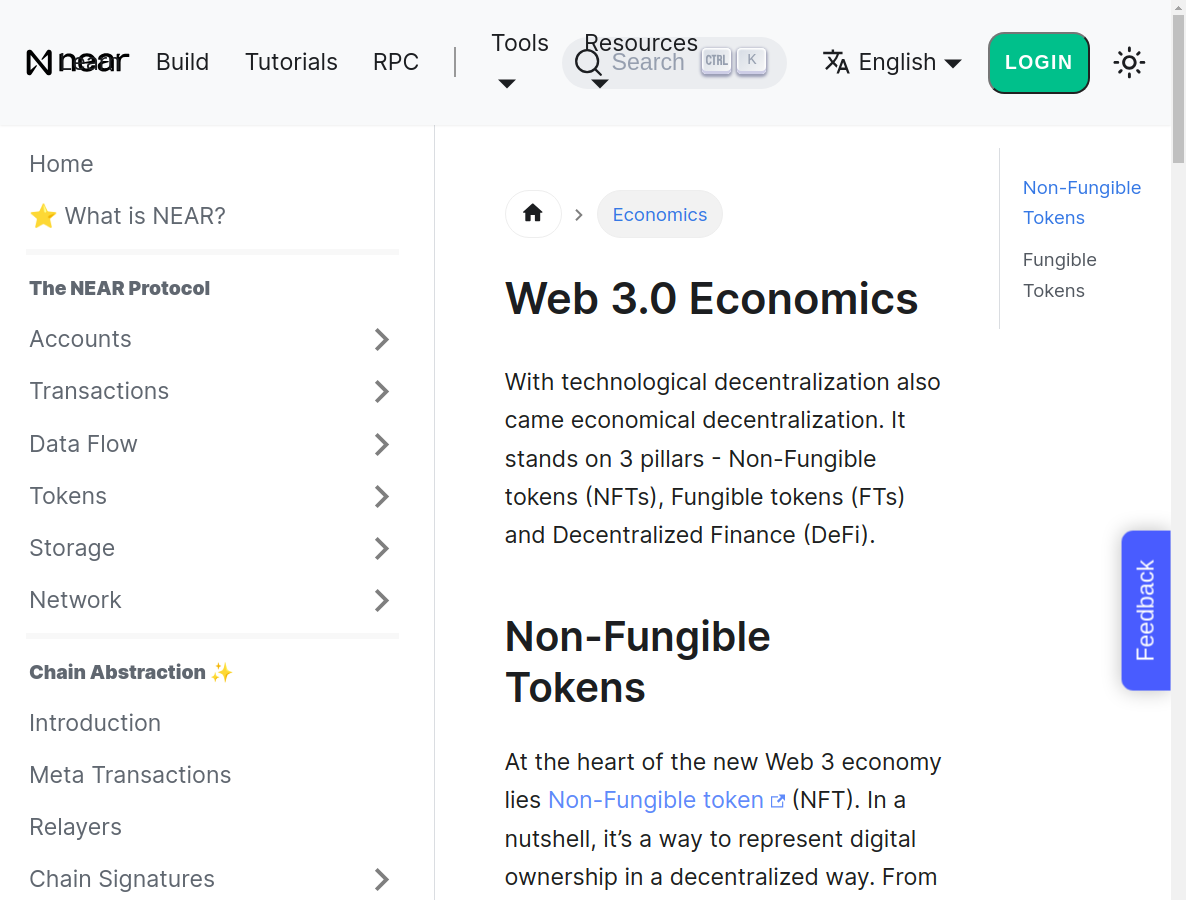 near
Learn
Build
Tutorials
RPC
Tools
Resources
Search
CTRL
K
English
LOGIN
Home
⭐ What is NEAR?
The NEAR Protocol
Accounts
Transactions
Data Flow
Tokens
Storage
Network
Chain Abstraction ✨
Introduction
Meta Transactions
Relayers
Chain Signatures
Economics
Web 3.0 Economics
With technological decentralization also
came economical decentralization. It
stands on 3 pillars - Non-Fungible
tokens (NFTs), Fungible tokens (FTs)
and Decentralized Finance (DeFi).
Non-Fungible
Tokens
At the heart of the new Web 3 economy
lies Non-Fungible token (NFT). In a
nutshell, it’s a way to represent digital
ownership in a decentralized way. From
Non-Fungible
Tokens
Fungible
Tokens
Feedback